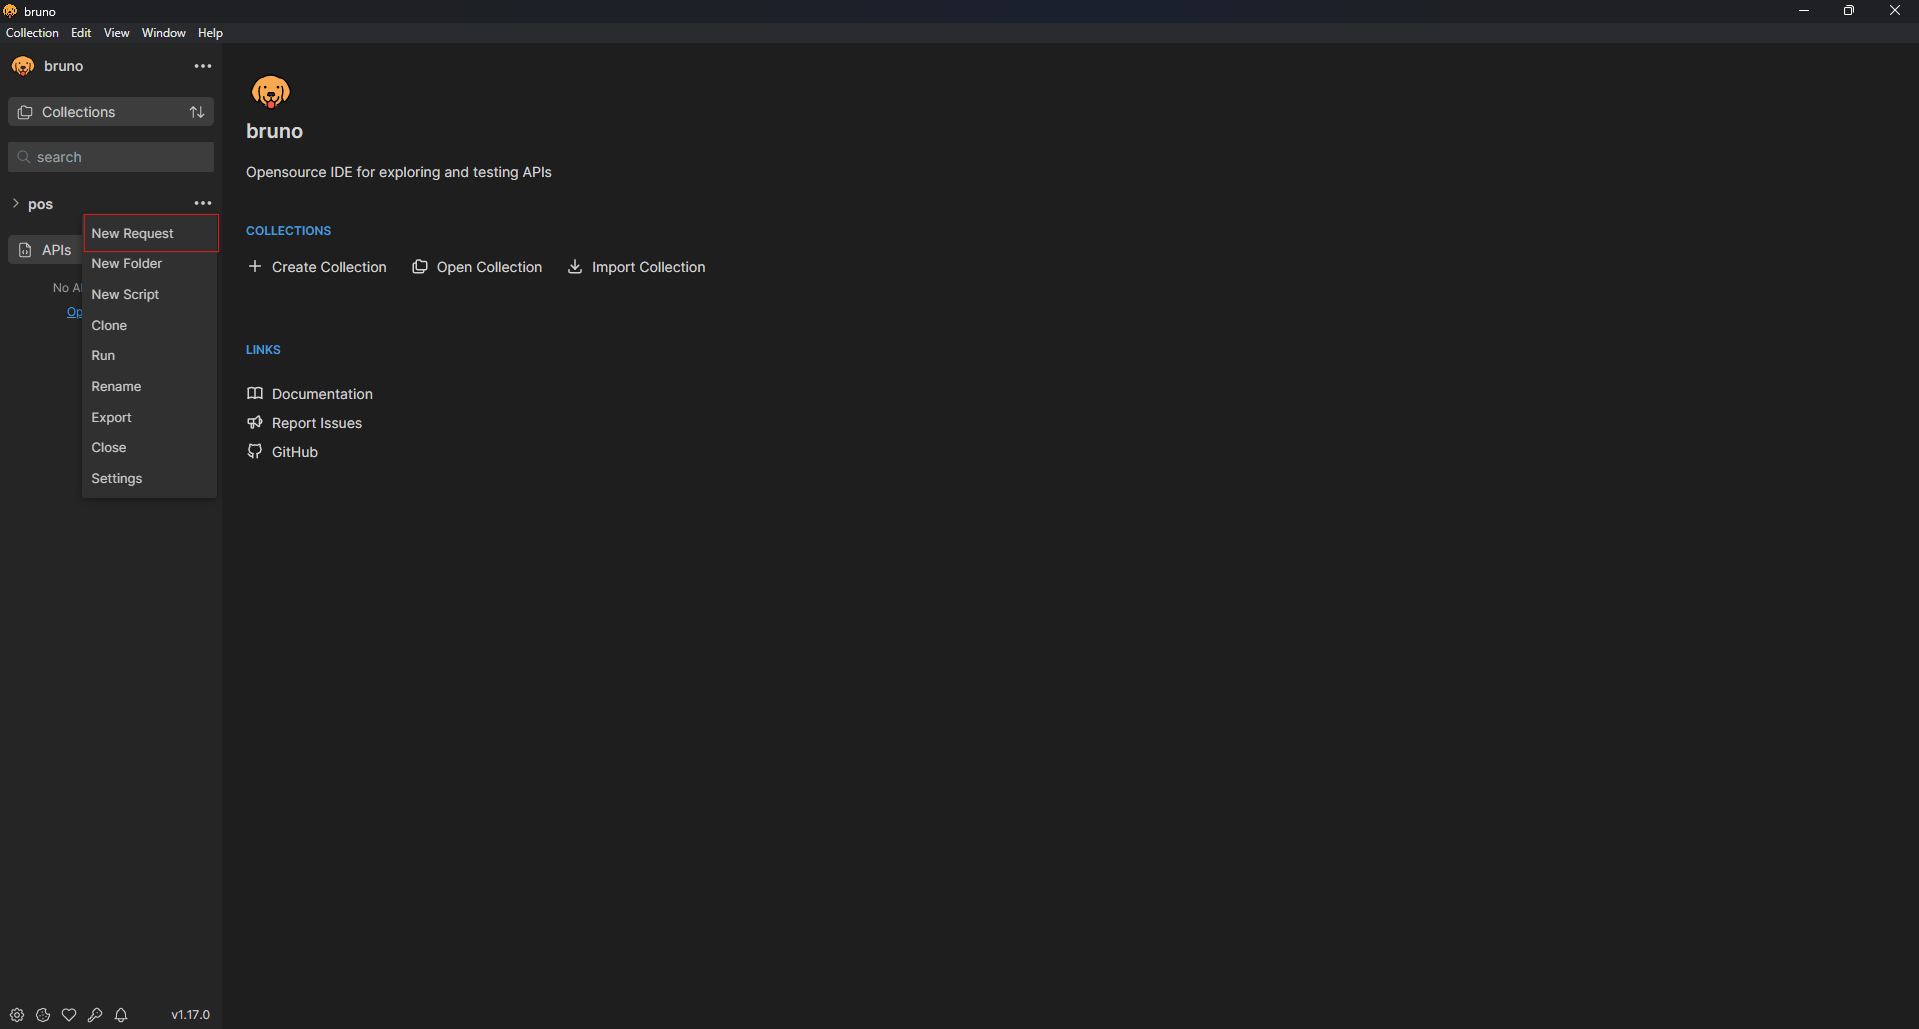 bruno
Collection Edit View Window Help
bruno
Collections
search
pos
APIs
No A
Op
New Request
New Folder
New Script
Clone
Run
Rename
Export
Close
Settings
bruno
Opensource IDE for exploring and testing APIs
COLLECTIONS
Create Collection Open Collection Import Collection
LINKS
Documentation
Report Issues
GitHub
v1.17.0